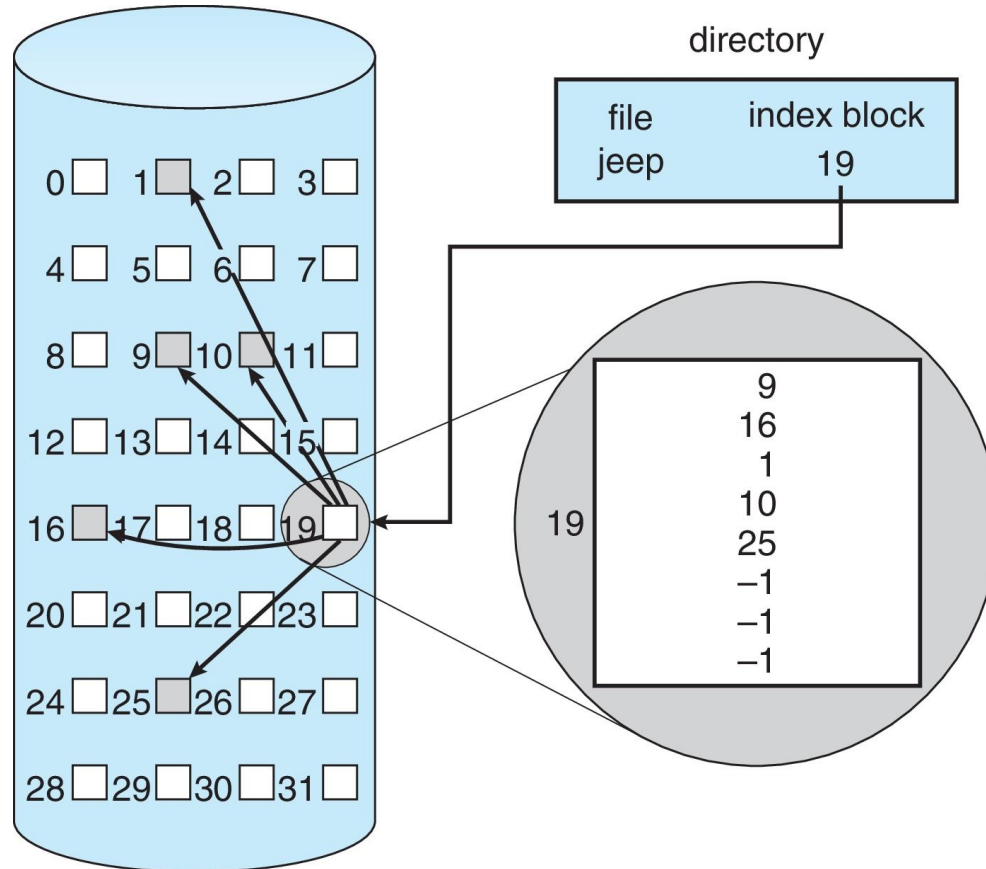 directory
file index block
jeep 19
0 1 2 3
4 5 6 7
8 9 10 11
12 13 14 15
16 17 18 19
20 21 22 23
24 25 26 27
28 29 30 31
19
9
16
1
10
25
–1
–1
–1